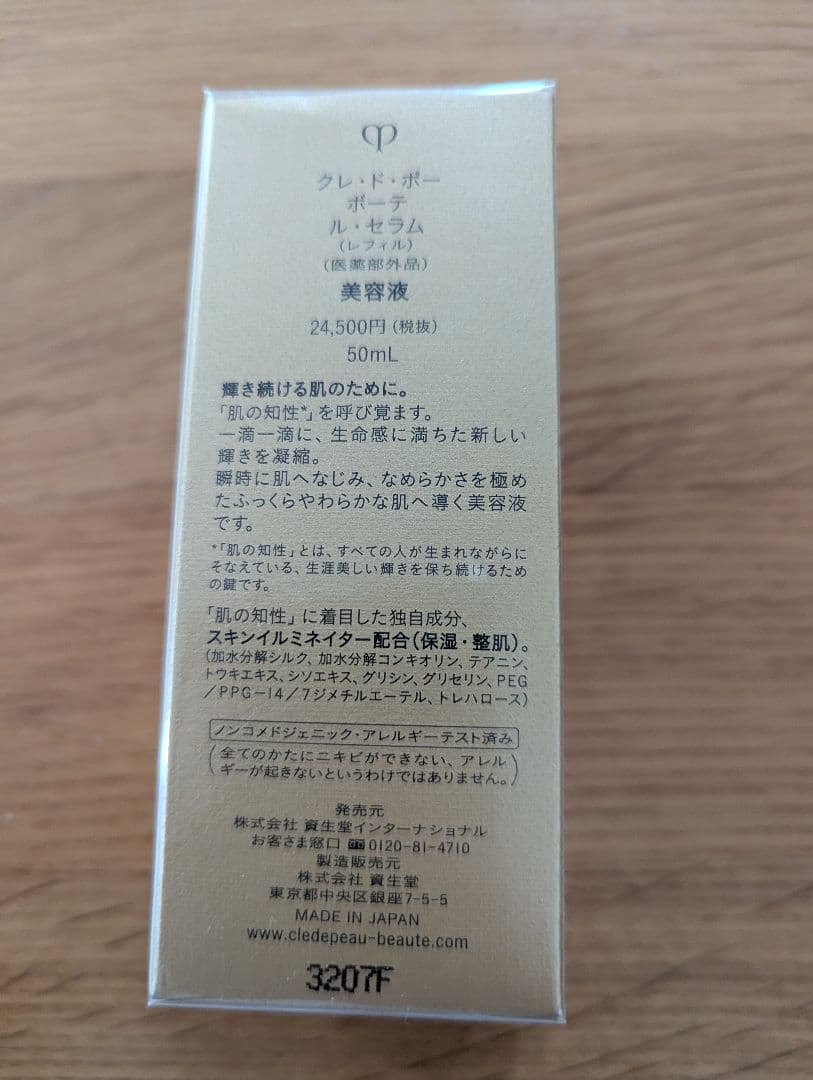 クレ・ド・ポー
ボーテ
ル・セラム
(レフィル)
(医薬部外品)
美容液
24,500円(税抜)
50mL
輝き続ける肌のために。
「肌の知性*」を呼び覚ます。
一滴一滴に、生命感に満ちた新しい
輝きを凝縮。
瞬時に肌へなじみ、なめらかさを極め
たふっくらやわらかな肌へ導く美容液
です。
*「肌の知性」とは、すべての人が生まれながらに
そなえている、生涯美しい輝きを保ち続けるため
の鍵です。
「肌の知性」に着目した独自成分、
スキンイルミネイター配合(保湿・整肌)。
(加水分解シルク、加水分解コンキオリン、テアニン、
トウキエキス、シソエキス、グリシン、グリセリン、PEG
/PPG-14/7ジメチルエーテル、トレハロース)
ノンコメドジェニック・アレルギーテスト済み
(全てのかたにニキビができない、アレル
ギーが起きないというわけではありません。)
発売元
株式会社 資生堂インターナショナル
お客さま窓口 0120-81-4710
製造販売元
株式会社 資生堂
東京都中央区銀座7-5-5
MADE IN JAPAN
www.cledepeau-beaute.com
3207F